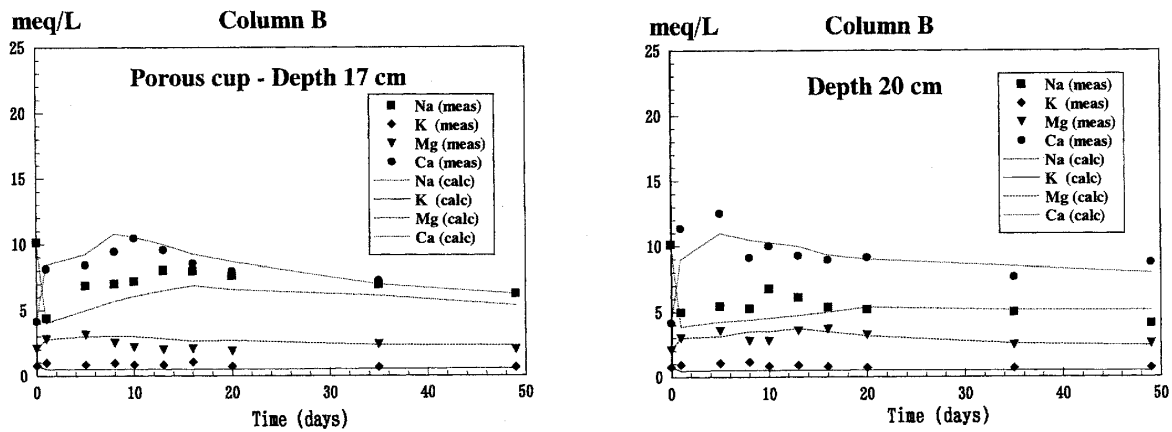 meq/L Column B
25
20
15
10
5
0
Porous cup - Depth 17 cm
Na (meas)
K (meas)
Mg (meas)
Ca (meas)
Na (calc)
K (calc)
Mg (calc)
Ca (calc)
0 10 20 30 40 50
Time (days)
meq/L Column B
25
20
15
10
5
0
Depth 20 cm
Na (meas)
K (meas)
Mg (meas)
Ca (meas)
Na (calc)
K (calc)
Mg (calc)
Ca (calc)
0 10 20 30 40 50
Time (days)